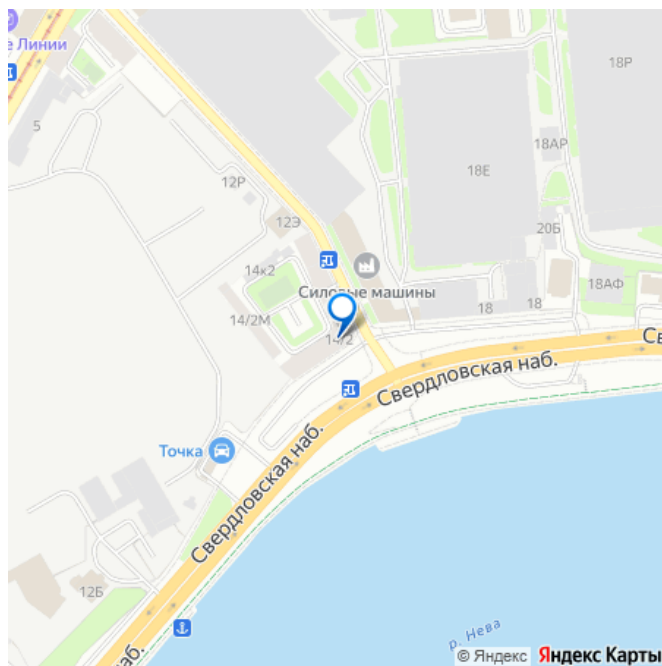 е Линии
5
18Р
18АР
18Е
12Р
20Б
12Э
14к2
Силовые машины
18АФ
18
18
14/2М
14/2
Св
Свердловская наб.
Точка
Свердловская наб.
12Б
р. Нева
наб.
© Яндекс Яндекс Карты